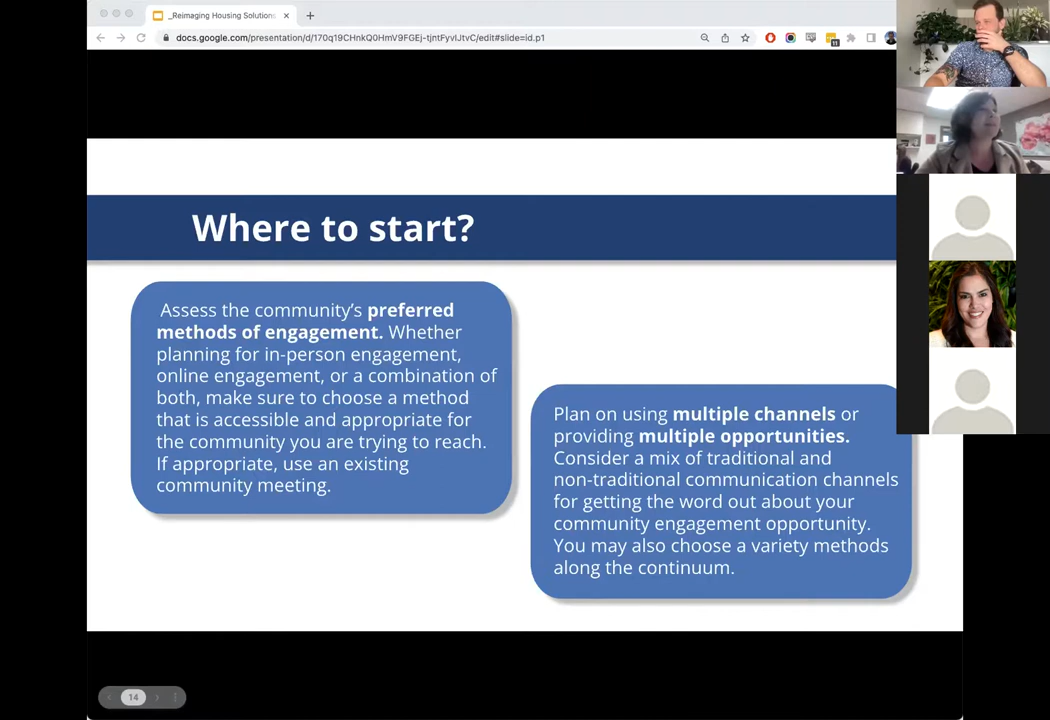 _Reimaging Housing Solutions
docs.google.com/presentation/d/170q19CHnkQ0HmV9FGEj-tjntFyvIJtvC/edit#slide=id.p1
11
Where to start?
Assess the community's preferred
methods of engagement. Whether
planning for in-person engagement,
online engagement, or a combination of
both, make sure to choose a method
that is accessible and appropriate for
the community you are trying to reach.
If appropriate, use an existing
community meeting.
Plan on using multiple channels or
providing multiple opportunities.
Consider a mix of traditional and
non-traditional communication channels
for getting the word out about your
community engagement opportunity.
You may also choose a variety methods
along the continuum.
14